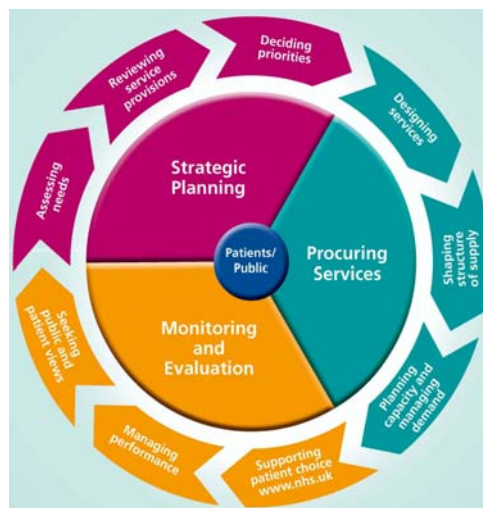 Deciding
priorities
Reviewing
service
provisions
Designing
services
Assessing
needs
Strategic
Planning
Patients/
Public
Procuring
Services
Shaping
structure
of supply
Monitoring
and
Evaluation
Seeking
public and
patient views
Planning
capacity and
managing
demand
Managing
performance
Supporting
patient choice
www.nhs.uk